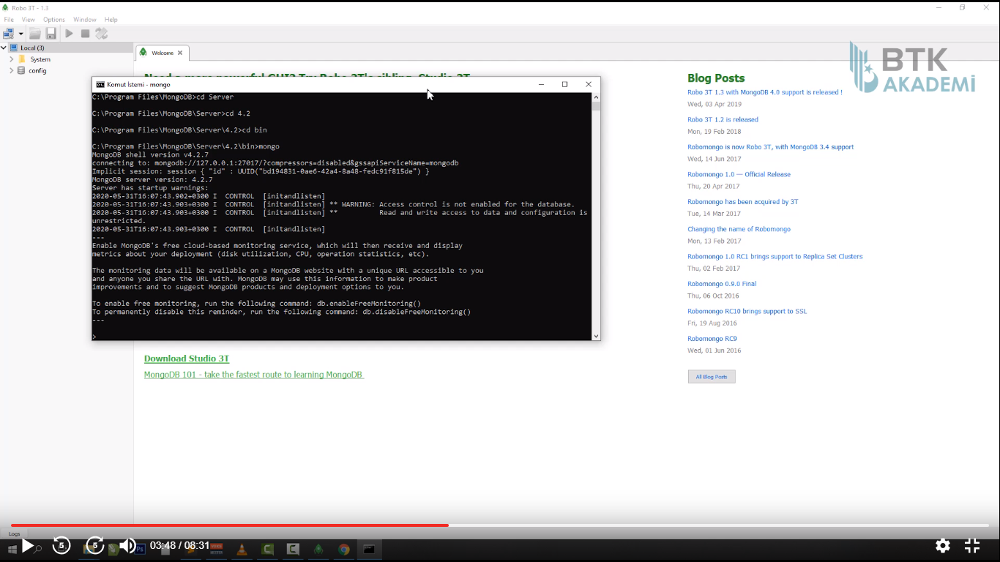 Robo 3T - 1.3
File View Options Window Help
Local (3)
System
config
Welcome
BTK
AKADEMİ
Komut İstemi - mongo
C:\Program Files\MongoDB>cd Server
C:\Program Files\MongoDB\Server>cd 4.2
C:\Program Files\MongoDB\Server\4.2>cd bin
C:\Program Files\MongoDB\Server\4.2\bin>mongo
MongoDB shell version v4.2.7
connecting to: mongodb://127.0.0.1:27017/?compressors=disabled&gssapiServiceName=mongodb
Implicit session: session { "id" : UUID("bd194831-0ae6-42a4-8a48-fedc91f815de") }
MongoDB server version: 4.2.7
Server has startup warnings:
2020-05-31T16:07:43.902+0300 I  CONTROL  [initandlisten]
2020-05-31T16:07:43.903+0300 I  CONTROL  [initandlisten] ** WARNING: Access control is not enabled for the database.
2020-05-31T16:07:43.903+0300 I  CONTROL  [initandlisten] **          Read and write access to data and configuration is
unrestricted.
2020-05-31T16:07:43.903+0300 I  CONTROL  [initandlisten]
---
Enable MongoDB's free cloud-based monitoring service, which will then receive and display
metrics about your deployment (disk utilization, CPU, operation statistics, etc).
The monitoring data will be available on a MongoDB website with a unique URL accessible to you
and anyone you share the URL with. MongoDB may use this information to make product
improvements and to suggest MongoDB products and deployment options to you.
To enable free monitoring, run the following command: db.enableFreeMonitoring()
To permanently disable this reminder, run the following command: db.disableFreeMonitoring()
---
>
Download Studio 3T
MongoDB 101 - take the fastest route to learning MongoDB
Blog Posts
Robo 3T 1.3 with MongoDB 4.0 support is released !
Wed, 03 Apr 2019
Robo 3T 1.2 is released
Mon, 19 Feb 2018
Robomongo is now Robo 3T, with MongoDB 3.4 support
Wed, 14 Jun 2017
Robomongo 1.0 — Official Release
Thu, 20 Apr 2017
Robomongo has been acquired by 3T
Tue, 14 Mar 2017
Changing the name of Robomongo
Mon, 13 Feb 2017
Robomongo 1.0 RC1 brings support to Replica Set Clusters
Thu, 02 Feb 2017
Robomongo 0.9.0 Final
Thu, 06 Oct 2016
Robomongo RC10 brings support to SSL
Fri, 19 Aug 2016
Robomongo RC9
Wed, 01 Jun 2016
All Blog Posts
Logs
5 5 03:48 / 08:31